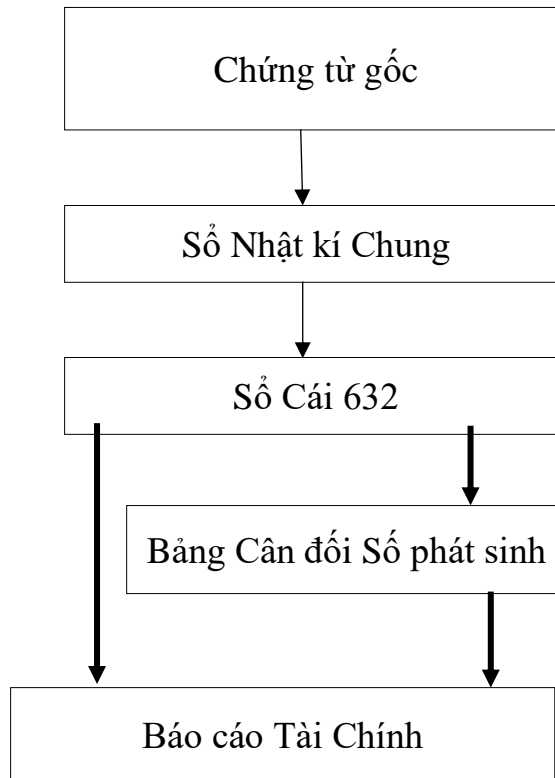 Chứng từ gốc
Sổ Nhật kí Chung
Sổ Cái 632
Bảng Cân đối Số phát sinh
Báo cáo Tài Chính